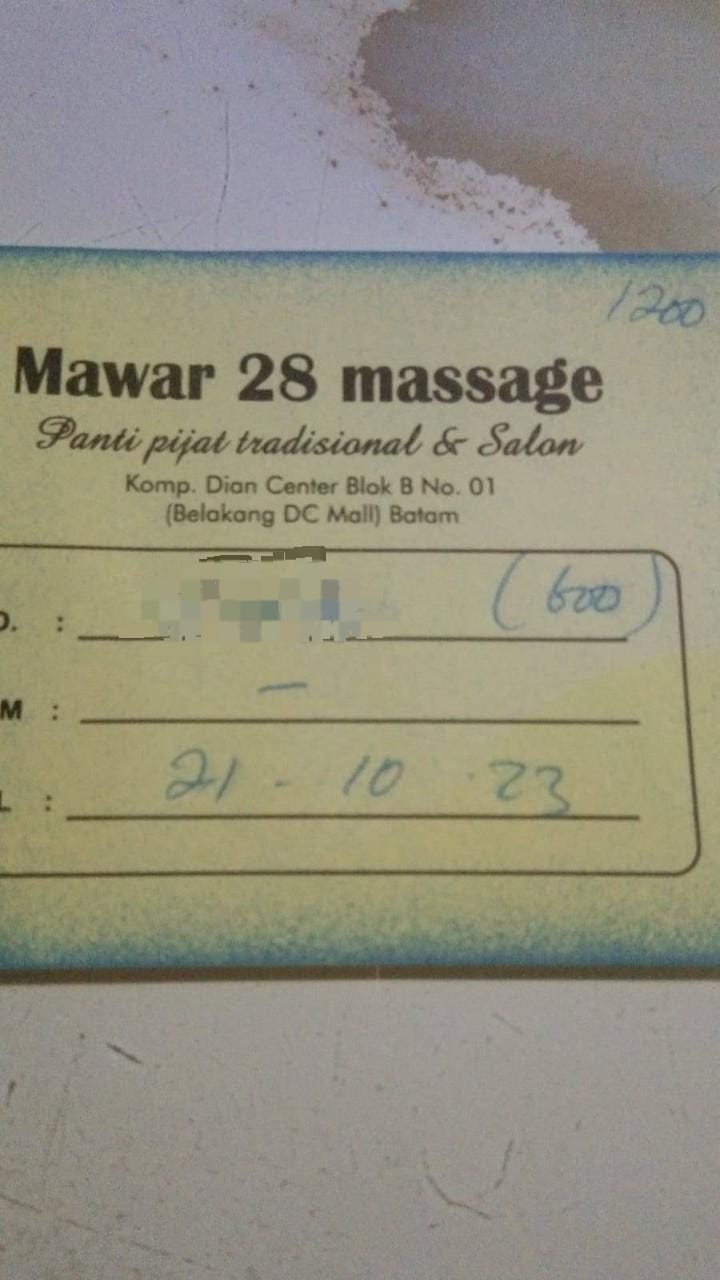 1200
Mawar 28 massage
Panti pijat tradisional & Salon
Komp. Dian Center Blok B No. 01
(Belakang DC Mall) Batam
: (600)
M : –
L : 21 - 10 - 23